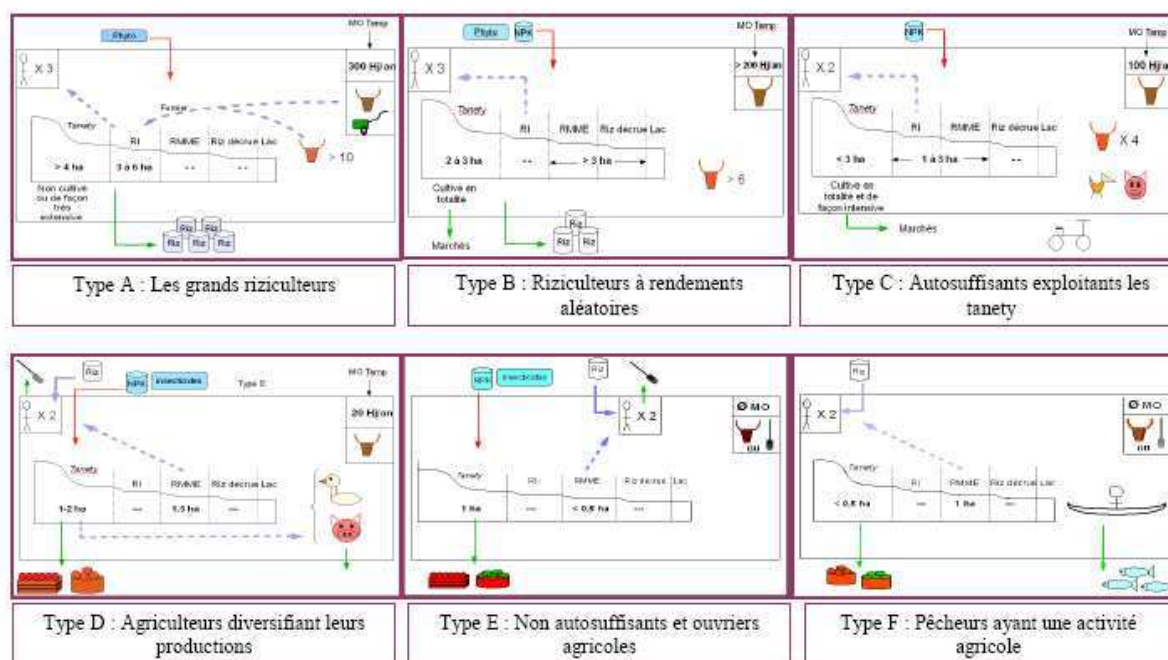 MO Temp
Phyto
X 3
300 Hj/an
Fumier
Tanety
RI
RMME
Riz décrue
Lac
> 4 ha
3 à 6 ha
--
--
> 10
Non cultivé
ou de façon
très
extensive
Riz
Riz
Riz
Riz
Riz
Type A : Les grands riziculteurs
MO Temp
Phyto
NPK
X 3
> 200 Hj/an
Tanety
RI
RMME
Riz décrue
Lac
2 à 3 ha
--
> 3 ha
> 6
Cultivé en
totalité
Marchés
Riz
Riz
Riz
Type B : Riziculteurs à rendements
aléatoires
MO Temp
NPK
X 2
100 Hj/an
Tanety
RI
RMME
Riz décrue
Lac
< 3 ha
1 à 3 ha
--
X 4
Cultivé en
totalité et de
façon intensive
Marchés
Type C : Autosuffisants exploitants les
tanety
Riz
NPK
Insecticides
Type E
MO Temp
X 2
20 Hj/an
Tanety
RI
RMME
Riz décrue
Lac
1-2 ha
---
1,5 ha
---
Type D : Agriculteurs diversifiant leurs
productions
NPK
Insecticides
Riz
X 2
Ø MO
ou
Tanety
RI
RMME
Riz décrue
Lac
1 ha
---
< 0,5 ha
---
Type E : Non autosuffisants et ouvriers
agricoles
Riz
X 2
Ø MO
ou
Tanety
RI
RMME
Riz décrue
Lac
< 0,5 ha
---
1 ha
---
Type F : Pêcheurs ayant une activité
agricole